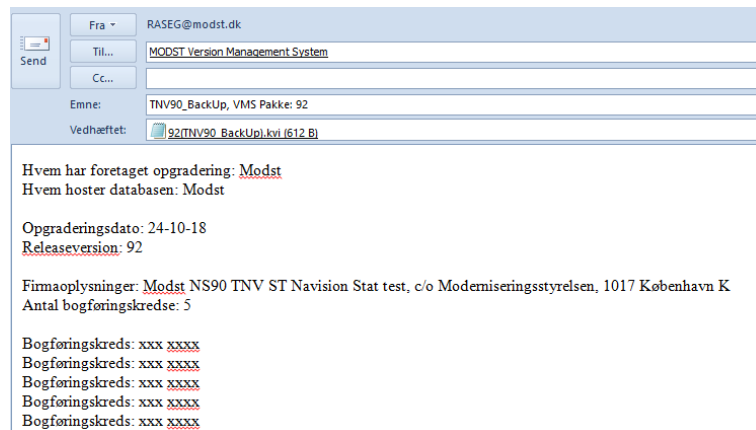 Fra RASEG@modst.dk
Send
Til... MODST Version Management System
Cc...
Emne: TNV90_BackUp, VMS Pakke: 92
Vedhæftet: 92(TNV90_BackUp).kvi (612 B)
Hvem har foretaget opgradering: Modst
Hvem hoster databasen: Modst
Opgraderingsdato: 24-10-18
Releaseversion: 92
Firmaoplysninger: Modst NS90 TNV ST Navision Stat test, c/o Moderniseringsstyrelsen, 1017 København K
Antal bogføringskredse: 5
Bogføringskreds: xxx xxxx
Bogføringskreds: xxx xxxx
Bogføringskreds: xxx xxxx
Bogføringskreds: xxx xxxx
Bogføringskreds: xxx xxxx